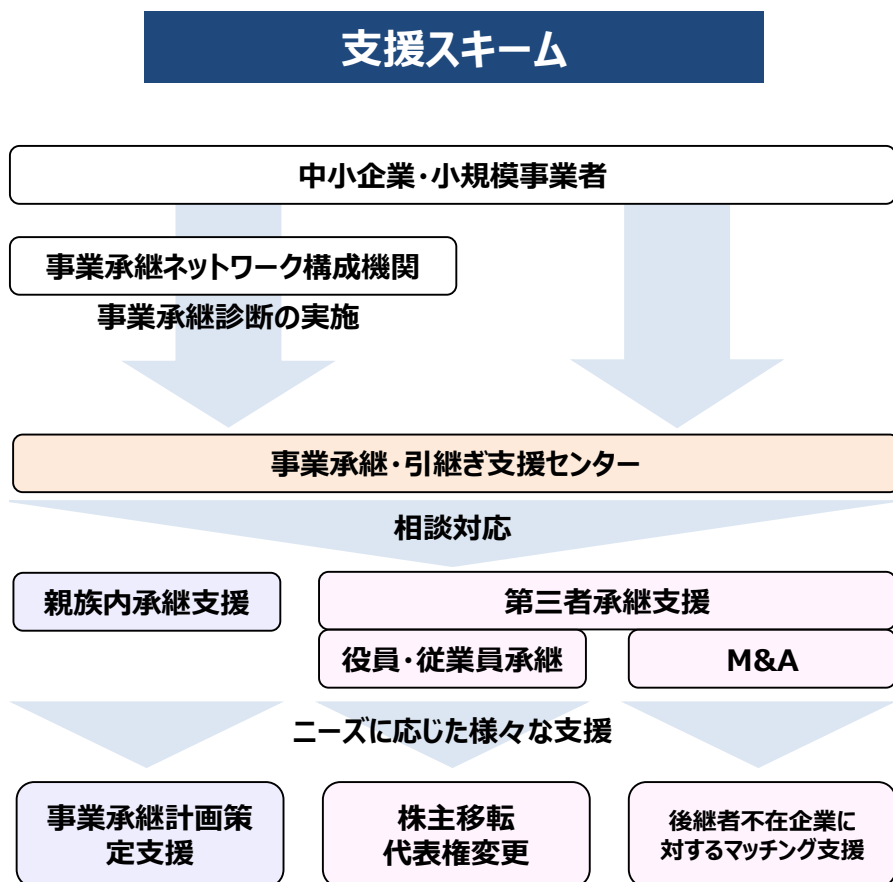 支援スキーム
中小企業・小規模事業者
事業承継ネットワーク構成機関
事業承継診断の実施
事業承継・引継ぎ支援センター
相談対応
親族内承継支援
第三者承継支援
役員・従業員承継
M&A
ニーズに応じた様々な支援
事業承継計画策
定支援
株主移転
代表権変更
後継者不在企業に
対するマッチング支援